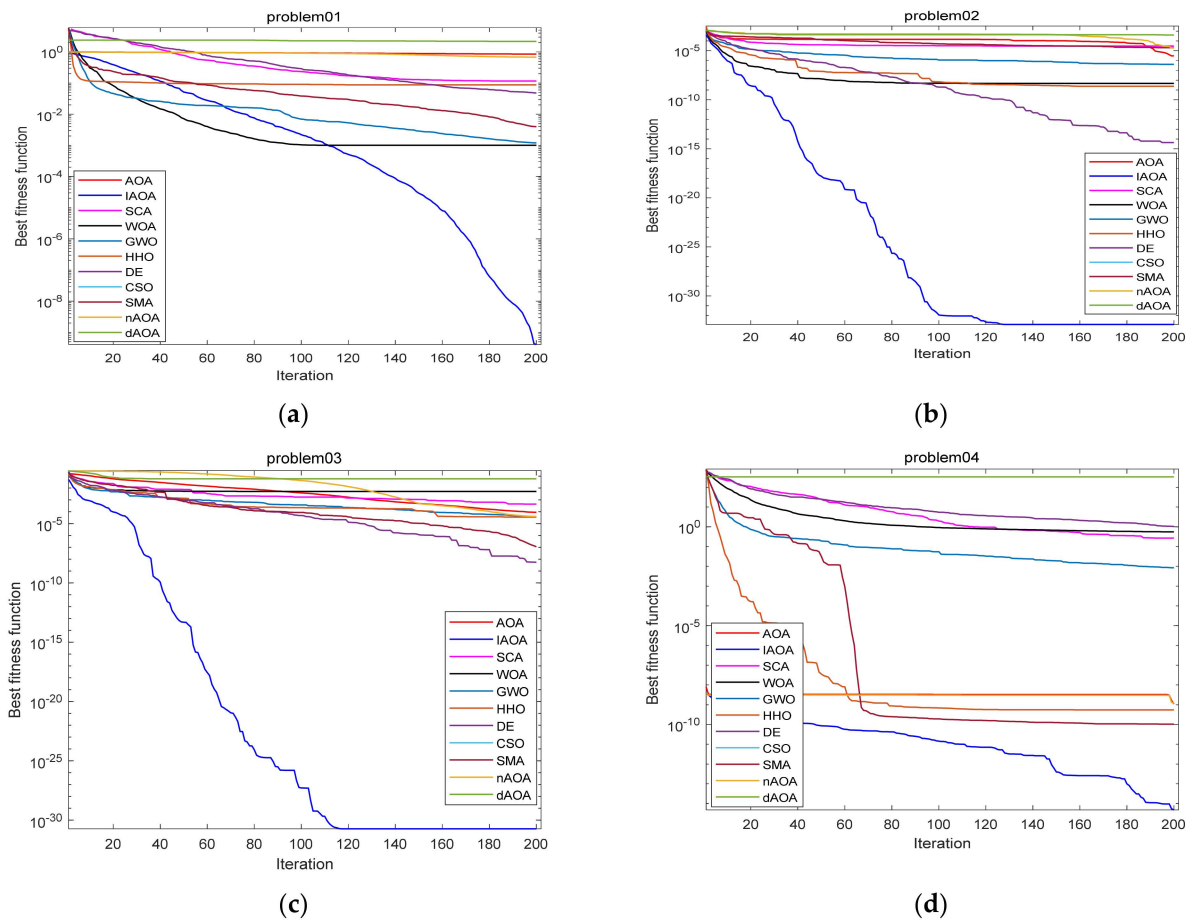 problem01
Best fitness function
10^0
10^-2
10^-4
10^-6
10^-8
AOA
IAOA
SCA
WOA
GWO
HHO
DE
CSO
SMA
nAOA
dAOA
20 40 60 80 100 120 140 160 180 200
Iteration
(a)
problem02
Best fitness function
10^-5
10^-10
10^-15
10^-20
10^-25
10^-30
AOA
IAOA
SCA
WOA
GWO
HHO
DE
CSO
SMA
nAOA
dAOA
20 40 60 80 100 120 140 160 180 200
Iteration
(b)
problem03
Best fitness function
10^-5
10^-10
10^-15
10^-20
10^-25
10^-30
AOA
IAOA
SCA
WOA
GWO
HHO
DE
CSO
SMA
nAOA
dAOA
20 40 60 80 100 120 140 160 180 200
Iteration
(c)
problem04
Best fitness function
10^0
10^-5
10^-10
AOA
IAOA
SCA
WOA
GWO
HHO
DE
CSO
SMA
nAOA
dAOA
20 40 60 80 100 120 140 160 180 200
Iteration
(d)